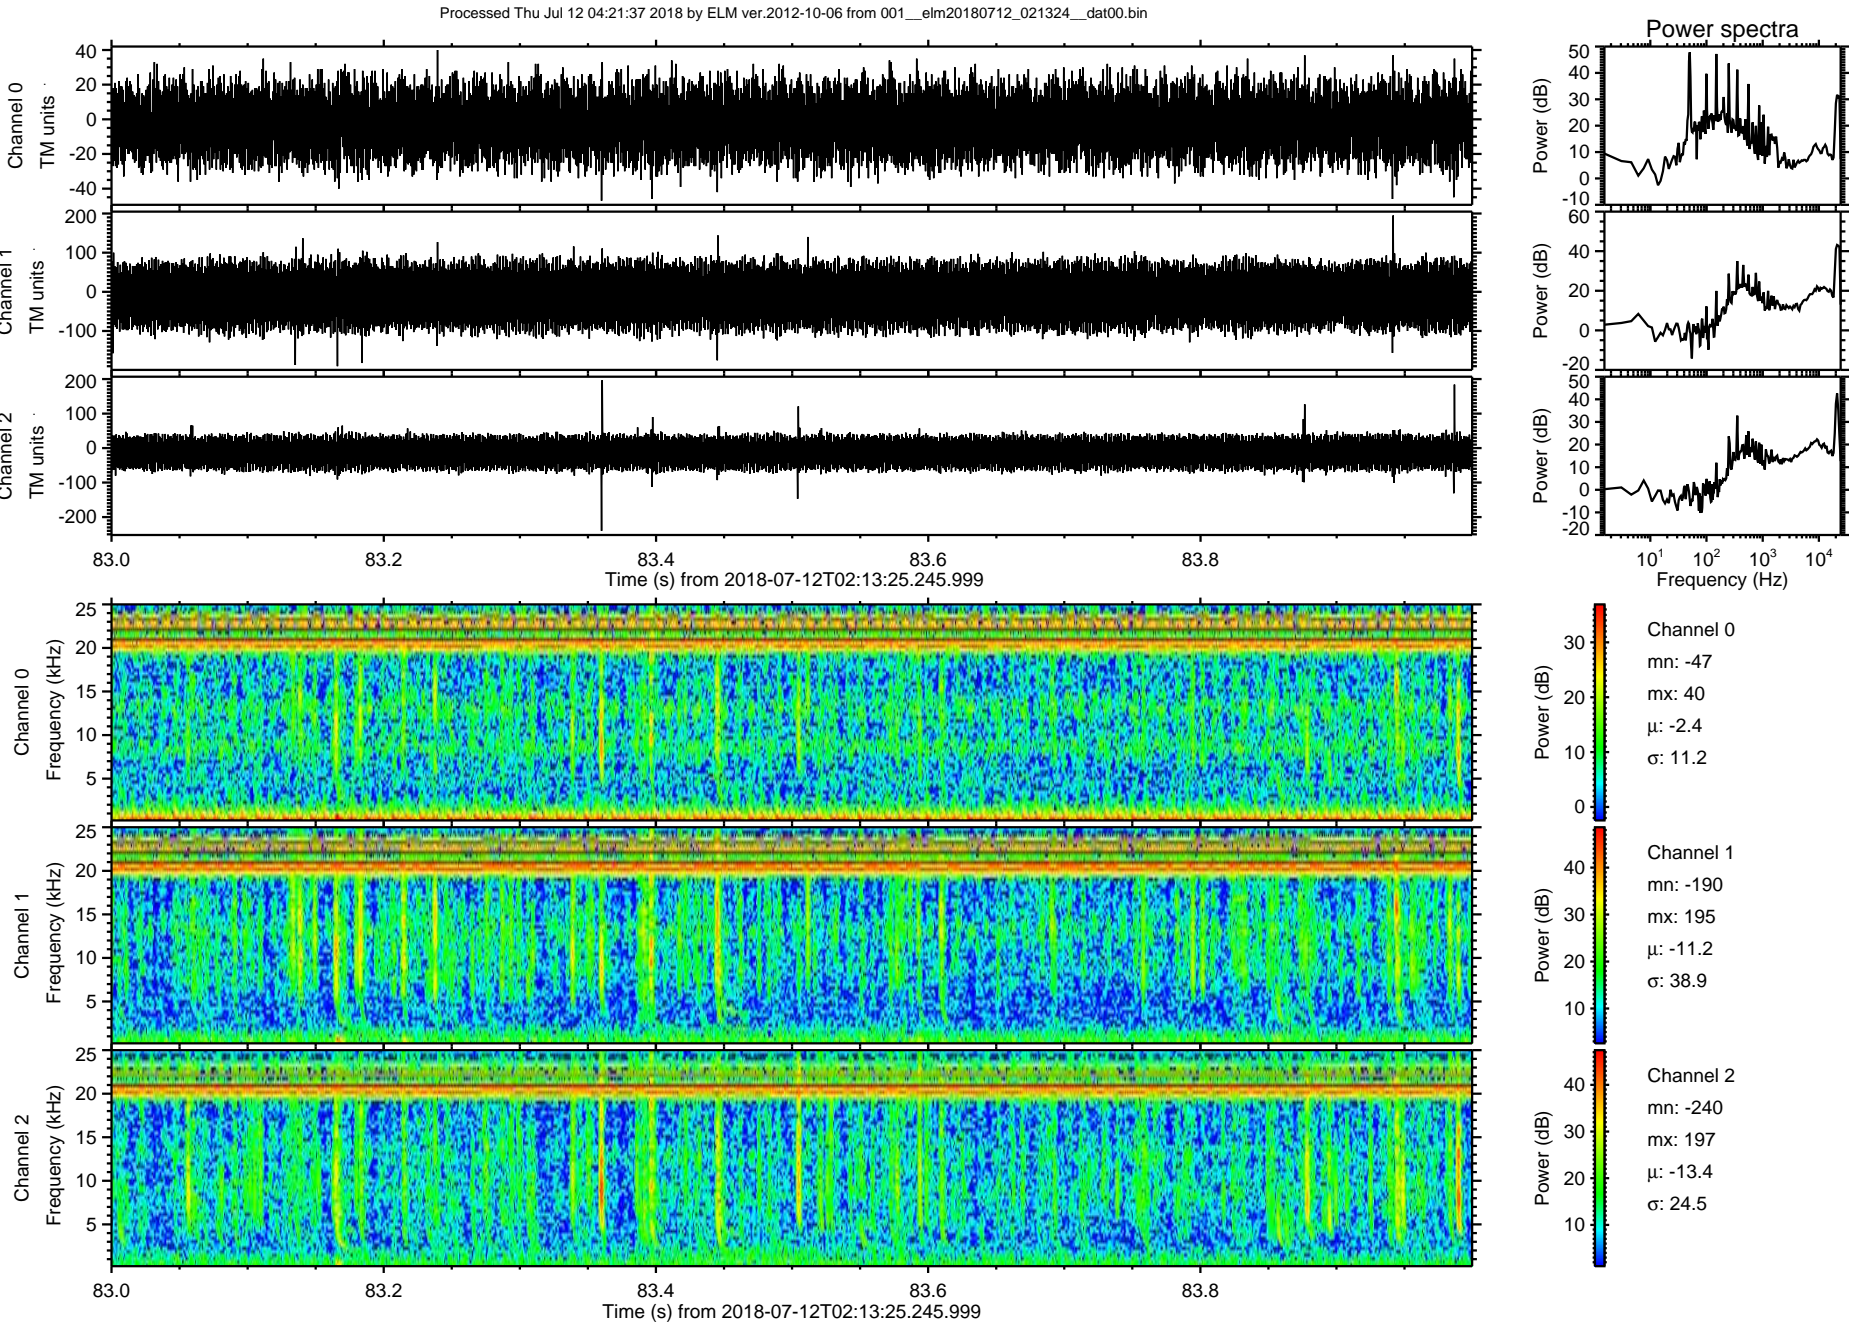 Processed Thu Jul 12 04:21:37 2018 by ELM ver.2012-10-06 from 001__elm20180712_021324__dat00.bin
Power spectra
Channel 0
TM units
40
20
0
-20
-40
Power (dB)
50
40
30
20
10
0
-10
Channel 1
TM units
200
100
0
-100
Power (dB)
60
40
20
0
-20
Channel 2
TM units
200
100
0
-100
-200
Power (dB)
50
40
30
20
10
0
-10
-20
83.0 83.2 83.4 83.6 83.8
Time (s) from 2018-07-12T02:13:25.245.999
10¹ 10² 10³ 10⁴
Frequency (Hz)
Channel 0
Frequency (kHz)
25
20
15
10
5
Power (dB)
30
20
10
0
Channel 0
mn: -47
mx: 40
μ: -2.4
σ: 11.2
Channel 1
Frequency (kHz)
25
20
15
10
5
Power (dB)
40
30
20
10
Channel 1
mn: -190
mx: 195
μ: -11.2
σ: 38.9
Channel 2
Frequency (kHz)
25
20
15
10
5
Power (dB)
40
30
20
10
Channel 2
mn: -240
mx: 197
μ: -13.4
σ: 24.5
83.0 83.2 83.4 83.6 83.8
Time (s) from 2018-07-12T02:13:25.245.999